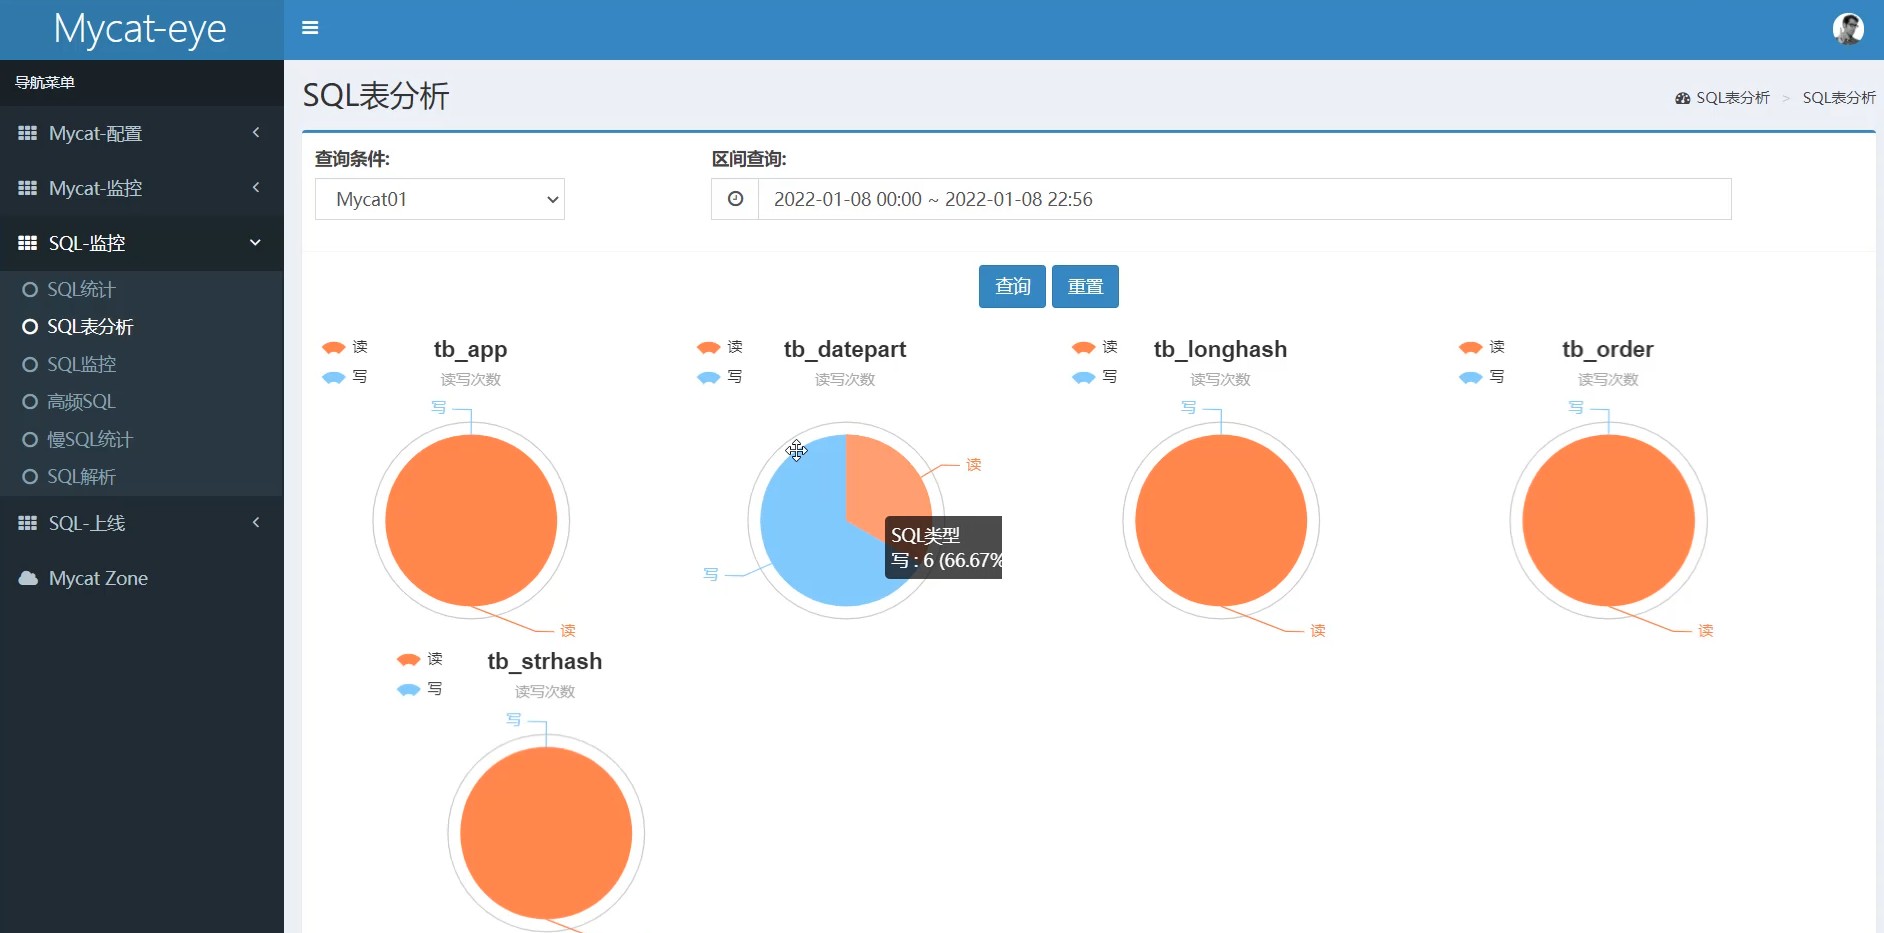 Mycat-eye
导航菜单
Mycat-配置
Mycat-监控
SQL-监控
SQL统计
SQL表分析
SQL监控
高频SQL
慢SQL统计
SQL解析
SQL-上线
Mycat Zone
SQL表分析
SQL表分析 > SQL表分析
查询条件:
区间查询:
Mycat01
2022-01-08 00:00 ~ 2022-01-08 22:56
查询
重置
读
写
tb_app
读写次数
写
读
读
写
tb_datepart
读写次数
读
写
SQL类型
写 : 6 (66.67%
读
写
tb_longhash
读写次数
写
读
读
写
tb_order
读写次数
写
读
读
写
tb_strhash
读写次数
写